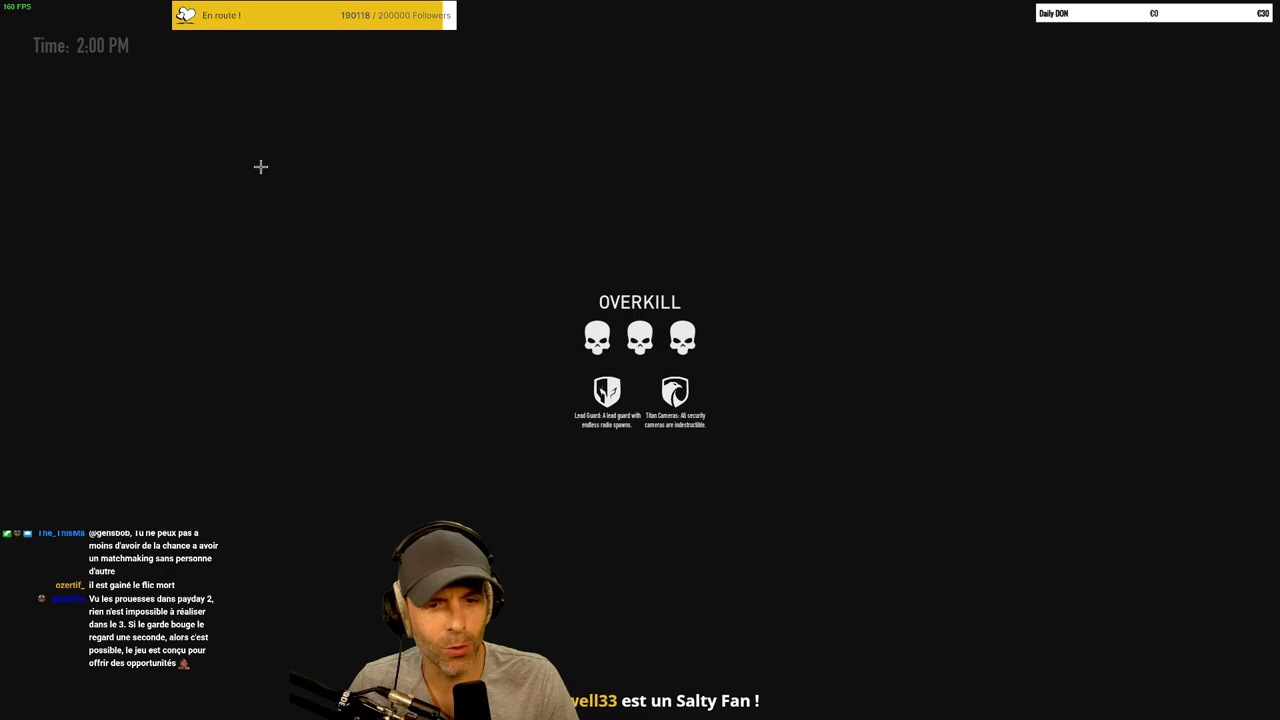 160 FPS
En route !
190118 / 200000 Followers
Daily DON
€0
€30
Time: 2:00 PM
OVERKILL
Lead Guard: A lead guard with
endless radio spawns.
Titan Cameras: All security
cameras are indestructible.
The_ThisMa @gensbob, Tu ne peux pas a
moins d'avoir de la chance a avoir
un matchmaking sans personne
d'autre
ozertif_ il est gainé le flic mort
Vu les prouesses dans payday 2,
rien n'est impossible à réaliser
dans le 3. Si le garde bouge le
regard une seconde, alors c'est
possible, le jeu est conçu pour
offrir des opportunités
well33 est un Salty Fan !